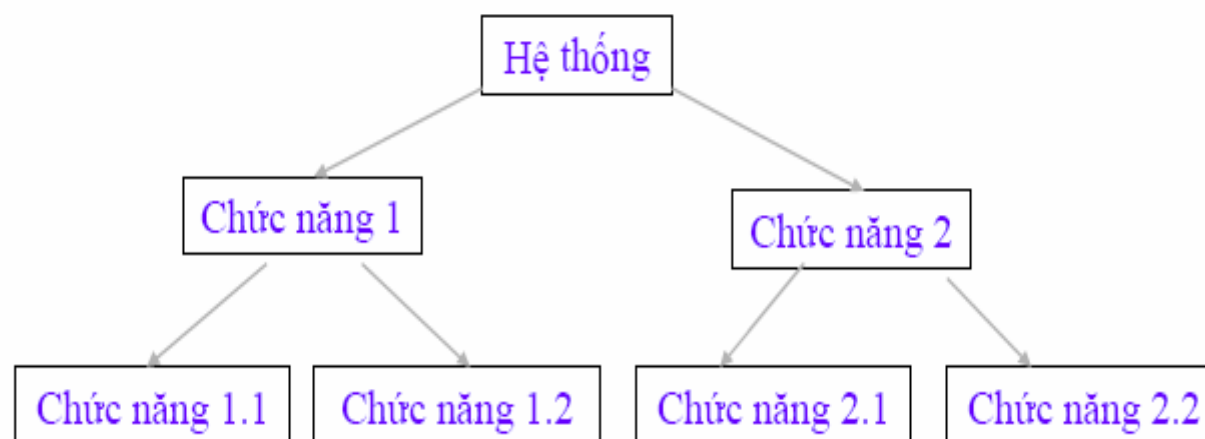 Hệ thống
Chức năng 1
Chức năng 2
Chức năng 1.1
Chức năng 1.2
Chức năng 2.1
Chức năng 2.2